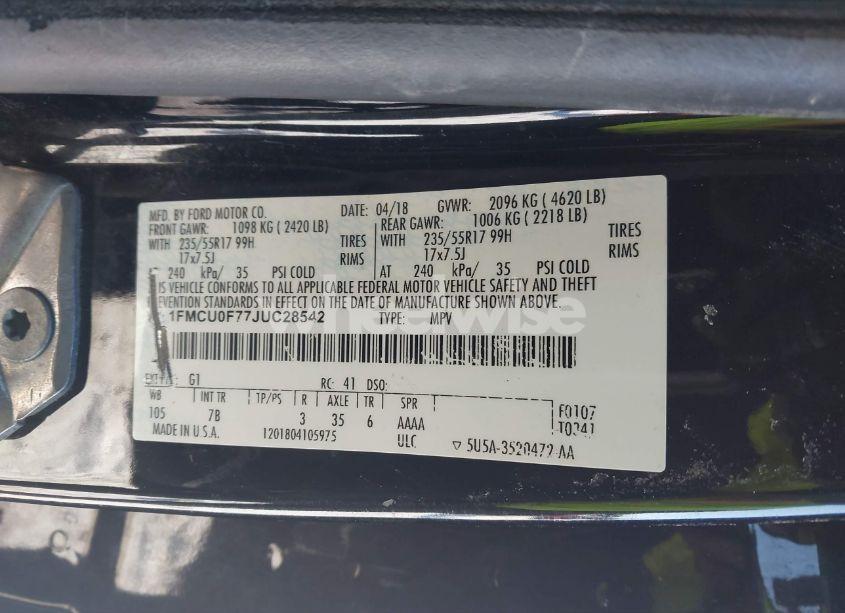 MFD. BY FORD MOTOR CO. DATE: 04/18 GVWR: 2096 KG ( 4620 LB)
FRONT GAWR: 1098 KG ( 2420 LB) REAR GAWR: 1006 KG ( 2218 LB)
WITH 235/55R17 99H TIRES WITH 235/55R17 99H TIRES
17x7.5J RIMS 17x7.5J RIMS
AT 240 kPa/ 35 PSI COLD AT 240 kPa/ 35 PSI COLD
IS VEHICLE CONFORMS TO ALL APPLICABLE FEDERAL MOTOR VEHICLE SAFETY AND THEFT
EVENTION STANDARDS IN EFFECT ON THE DATE OF MANUFACTURE SHOWN ABOVE.
1FMCU0F77JUC28542 TYPE: MPV
wheelwise
EXT G1 RC: 41 DSO:
WB INT TR TP/PS R AXLE TR SPR
105 7B 3 35 6 AAAA F0107
MADE IN U.S.A. 1201804105975 ULC T0241
5U5A-3520472-AA